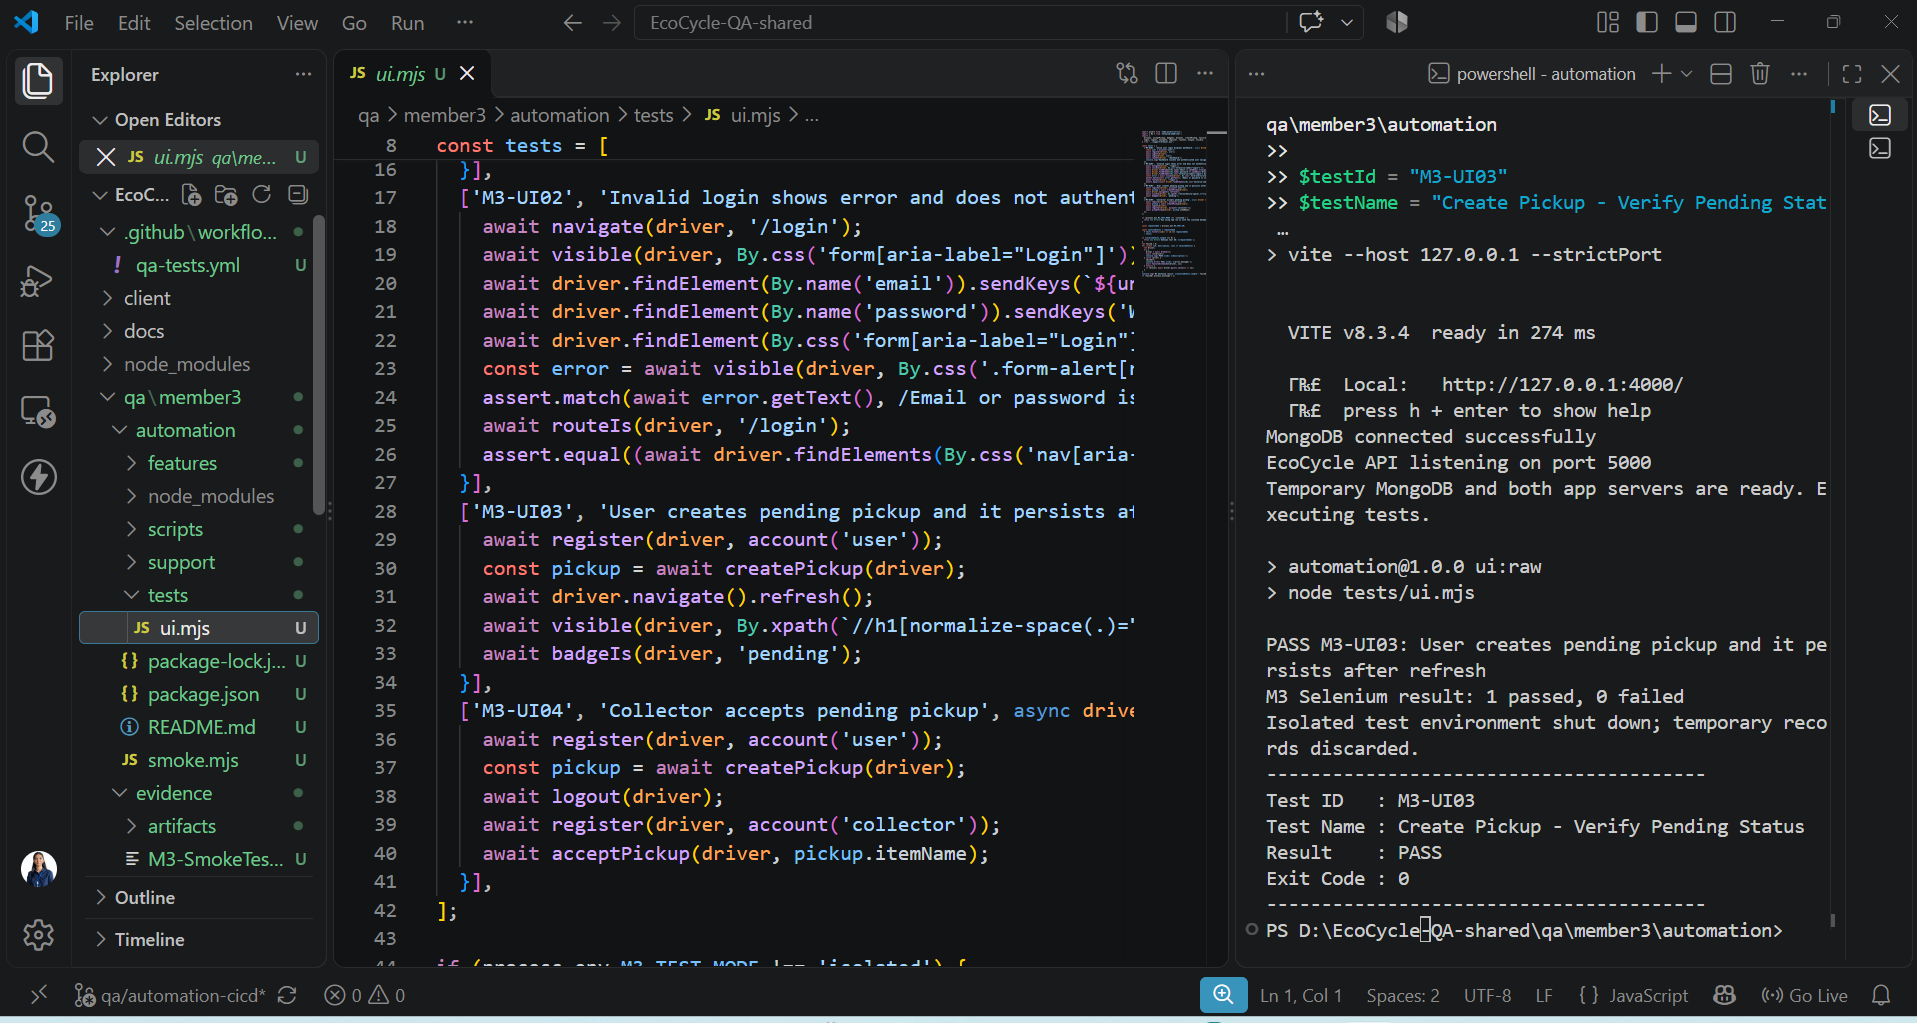 File Edit Selection View Go Run ···
EcoCycle-QA-shared
Explorer ···
Open Editors
JS ui.mjs qa\me... U
EcoC...
.github\workflo...
! qa-tests.yml U
client
docs
node_modules
qa\member3
automation
features
node_modules
scripts
support
tests
JS ui.mjs U
{} package-lock.j... U
{} package.json U
README.md U
JS smoke.mjs U
evidence
artifacts
M3-SmokeTes... U
Outline
Timeline
25
JS ui.mjs U
qa > member3 > automation > tests > JS ui.mjs > ...
8 const tests = [
16 }],
17 ['M3-UI02', 'Invalid login shows error and does not authent
18 await navigate(driver, '/login');
19 await visible(driver, By.css('form[aria-label="Login"]'))
20 await driver.findElement(By.name('email')).sendKeys(`${ur
21 await driver.findElement(By.name('password')).sendKeys('W
22 await driver.findElement(By.css('form[aria-label="Login"]
23 const error = await visible(driver, By.css('.form-alert[r
24 assert.match(await error.getText(), /Email or password is
25 await routeIs(driver, '/login');
26 assert.equal((await driver.findElements(By.css('nav[aria-
27 }],
28 ['M3-UI03', 'User creates pending pickup and it persists af
29 await register(driver, account('user'));
30 const pickup = await createPickup(driver);
31 await driver.navigate().refresh();
32 await visible(driver, By.xpath(`//h1[normalize-space(.)='
33 await badgeIs(driver, 'pending');
34 }],
35 ['M3-UI04', 'Collector accepts pending pickup', async drive
36 await register(driver, account('user'));
37 const pickup = await createPickup(driver);
38 await logout(driver);
39 await register(driver, account('collector'));
40 await acceptPickup(driver, pickup.itemName);
41 }],
42 ];
43
44 if (process.env.M3_TEST_MODE !== 'isolated') {
powershell - automation
qa\member3\automation
>>
>> $testId = "M3-UI03"
>> $testName = "Create Pickup - Verify Pending Stat
…
> vite --host 127.0.0.1 --strictPort
VITE v8.3.4 ready in 274 ms
Local: http://127.0.0.1:4000/
press h + enter to show help
MongoDB connected successfully
EcoCycle API listening on port 5000
Temporary MongoDB and both app servers are ready. E
xecuting tests.
> automation@1.0.0 ui:raw
> node tests/ui.mjs
PASS M3-UI03: User creates pending pickup and it pe
rsists after refresh
M3 Selenium result: 1 passed, 0 failed
Isolated test environment shut down; temporary reco
rds discarded.
----------------------------------------
Test ID : M3-UI03
Test Name : Create Pickup - Verify Pending Status
Result : PASS
Exit Code : 0
----------------------------------------
PS D:\EcoCycle-QA-shared\qa\member3\automation>
qa/automation-cicd* 0 0 Ln 1, Col 1 Spaces: 2 UTF-8 LF {} JavaScript Go Live